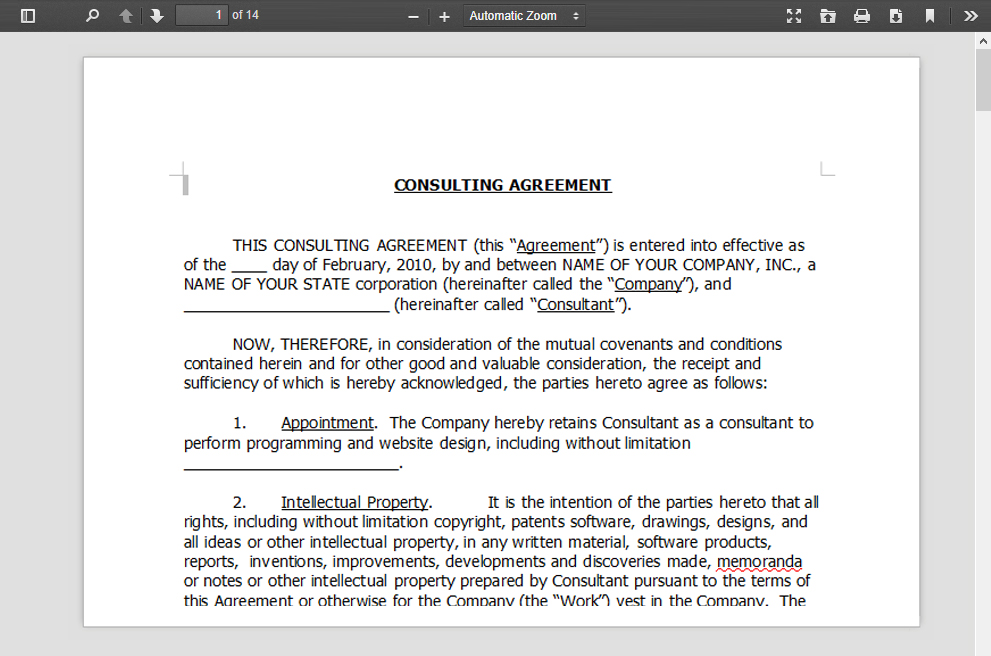 1 of 14 Automatic Zoom
CONSULTING AGREEMENT
THIS CONSULTING AGREEMENT (this “Agreement”) is entered into effective as
of the ____ day of February, 2010, by and between NAME OF YOUR COMPANY, INC., a
NAME OF YOUR STATE corporation (hereinafter called the “Company”), and
________________________ (hereinafter called “Consultant”).
NOW, THEREFORE, in consideration of the mutual covenants and conditions
contained herein and for other good and valuable consideration, the receipt and
sufficiency of which is hereby acknowledged, the parties hereto agree as follows:
1. Appointment. The Company hereby retains Consultant as a consultant to
perform programming and website design, including without limitation
_________________________.
2. Intellectual Property. It is the intention of the parties hereto that all
rights, including without limitation copyright, patents software, drawings, designs, and
all ideas or other intellectual property, in any written material, software products,
reports, inventions, improvements, developments and discoveries made, memoranda
or notes or other intellectual property prepared by Consultant pursuant to the terms of
this Agreement or otherwise for the Company (the “Work”) vest in the Company. The